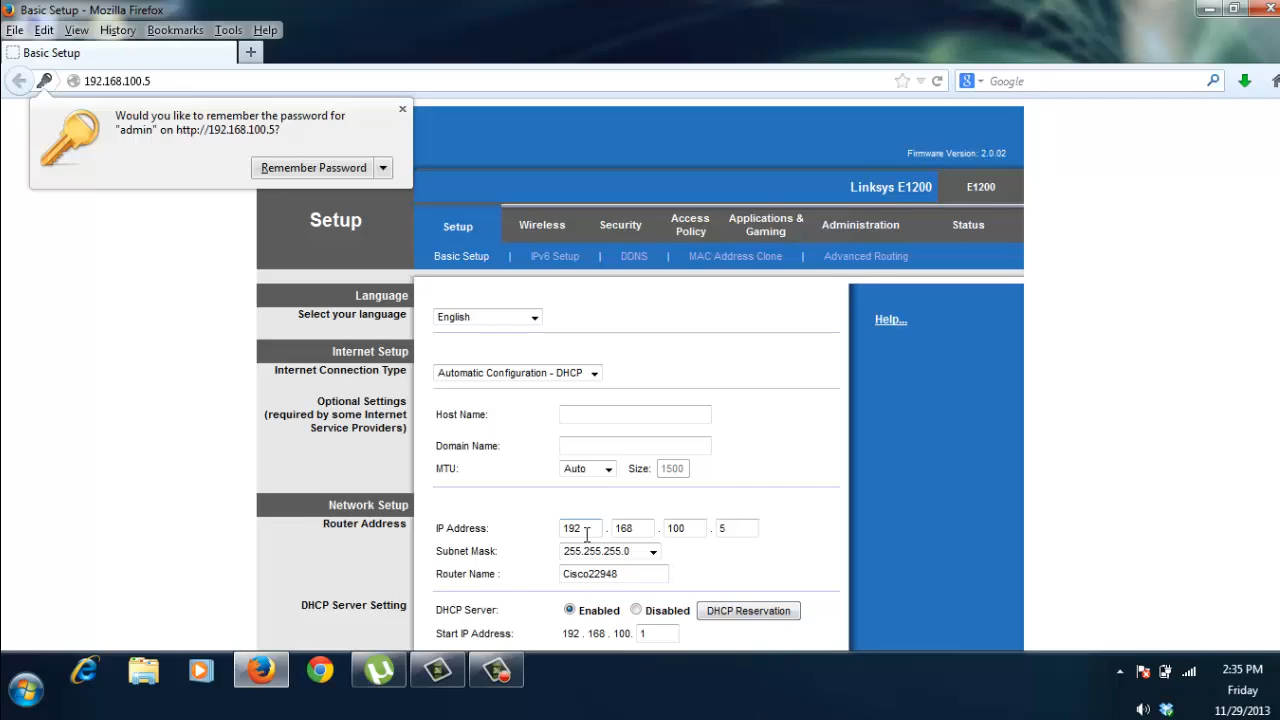 Basic Setup - Mozilla Firefox
File Edit View History Bookmarks Tools Help
Basic Setup
192.168.100.5
Google
Would you like to remember the password for
"admin" on http://192.168.100.5?
Remember Password
Firmware Version: 2.0.02
Linksys E1200 E1200
Setup
Setup Wireless Security Access Policy Applications & Gaming Administration Status
Basic Setup | IPv6 Setup | DDNS | MAC Address Clone | Advanced Routing
Language
Select your language English
Help...
Internet Setup
Internet Connection Type Automatic Configuration - DHCP
Optional Settings
(required by some Internet
Service Providers)
Host Name:
Domain Name:
MTU: Auto Size: 1500
Network Setup
Router Address
IP Address: 192 . 168 . 100 . 5
Subnet Mask: 255.255.255.0
Router Name : Cisco22948
DHCP Server Setting
DHCP Server: Enabled Disabled DHCP Reservation
Start IP Address: 192 . 168 . 100. 1
2:35 PM
Friday
11/29/2013